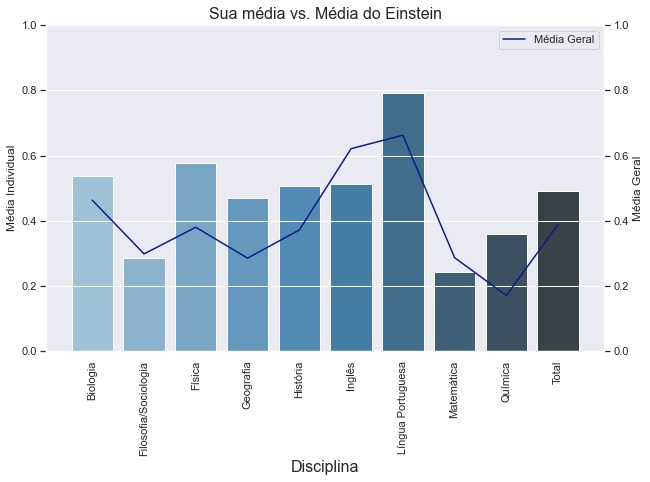 Sua média vs. Média do Einstein
1.0
0.8
0.6
0.4
0.2
0.0
Média Individual
1.0
0.8
0.6
0.4
0.2
0.0
Média Geral
Média Geral
Biologia
Filosofia/Sociologia
Física
Geografia
História
Inglês
Língua Portuguesa
Matemática
Química
Total
Disciplina